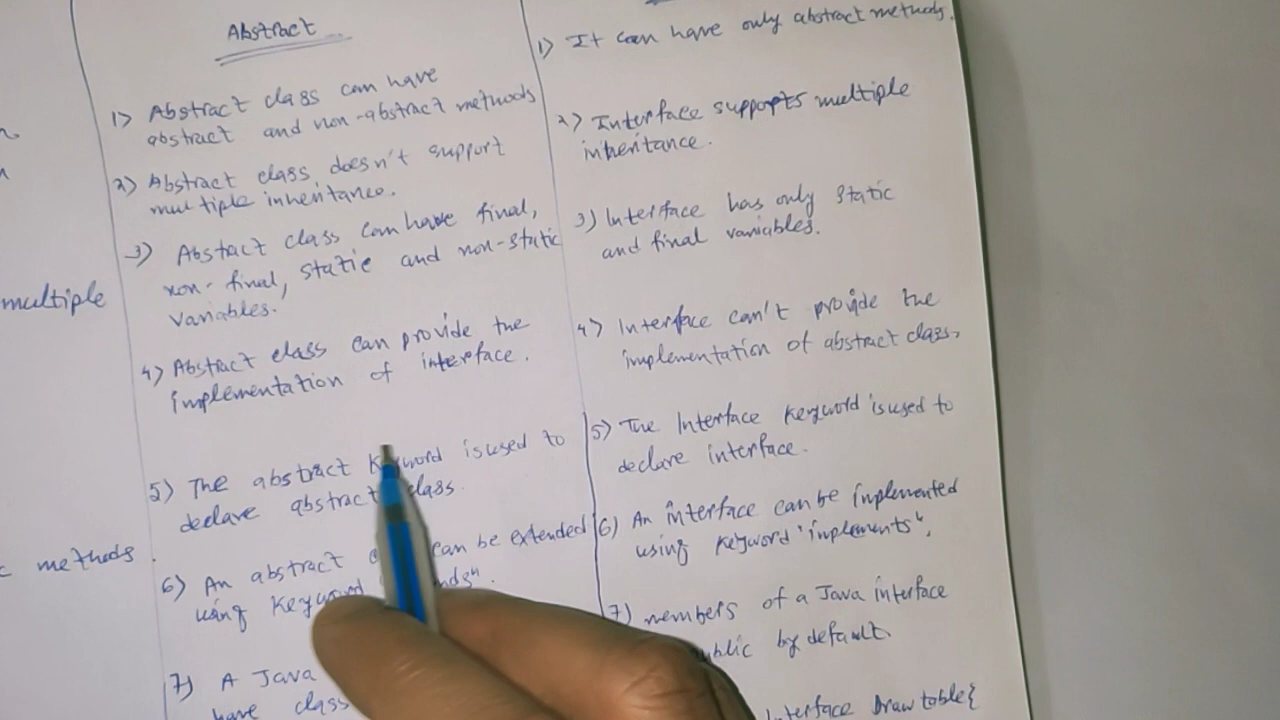 multiple
c methods.
Abstract
1) Abstract class can have
abstract and non-abstract methods
2) Abstract class doesn't support
multiple inheritance.
3) Abstract class can have final,
non-final, static and non-static
variables.
4) Abstract class can provide the
implementation of interface.
5) The abstract keyword is used to
declare abstract class.
6) An abstract can be extended
using keyword
7) A Java
have class
1) It can have only abstract methods.
2) Interface supports multiple
inheritance.
3) Interface has only static
and final variables.
4) Interface can't provide the
implementation of abstract class,
5) The Interface keyword is used to
declare interface.
6) An interface can be implemented
using keyword "implements".
7) members of a Java interface
public by default.
Interface Drawtable{